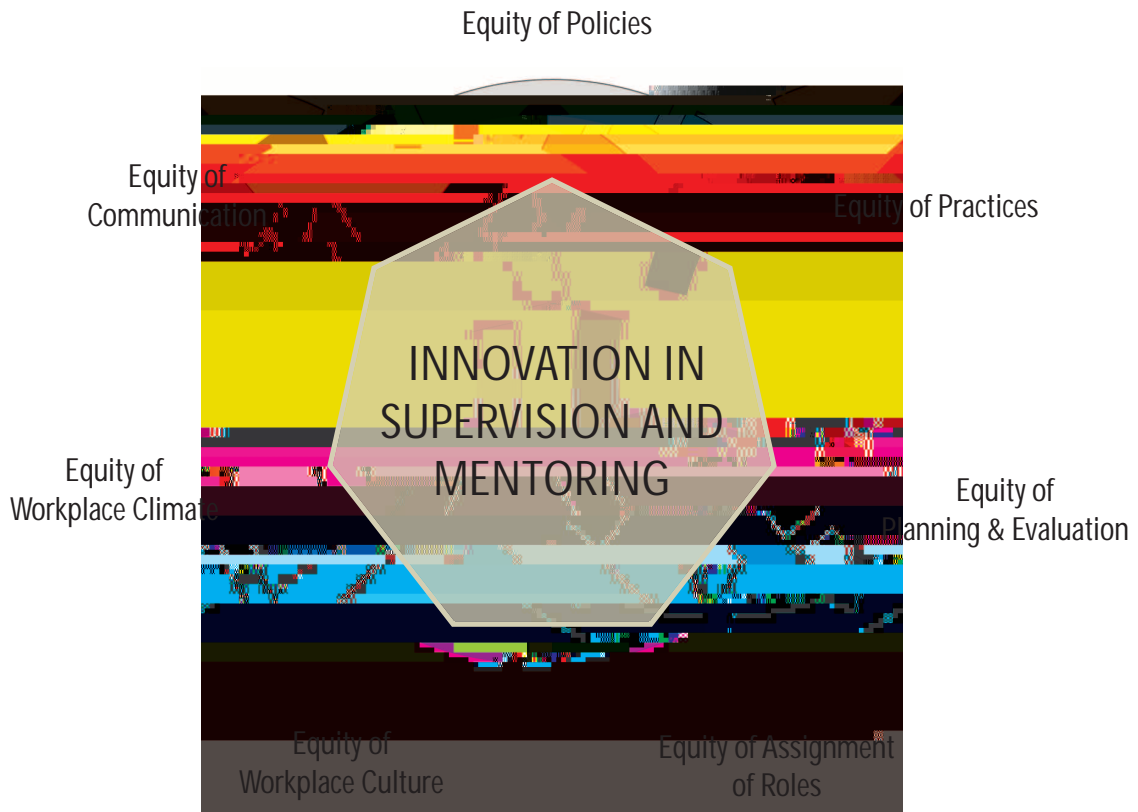 Equity of Policies
Equity of
Communication
Equity of Practices
INNOVATION IN
SUPERVISION AND
MENTORING
Equity of
Workplace Climate
Equity of
Planning & Evaluation
Equity of
Workplace Culture
Equity of Assignment
of Roles